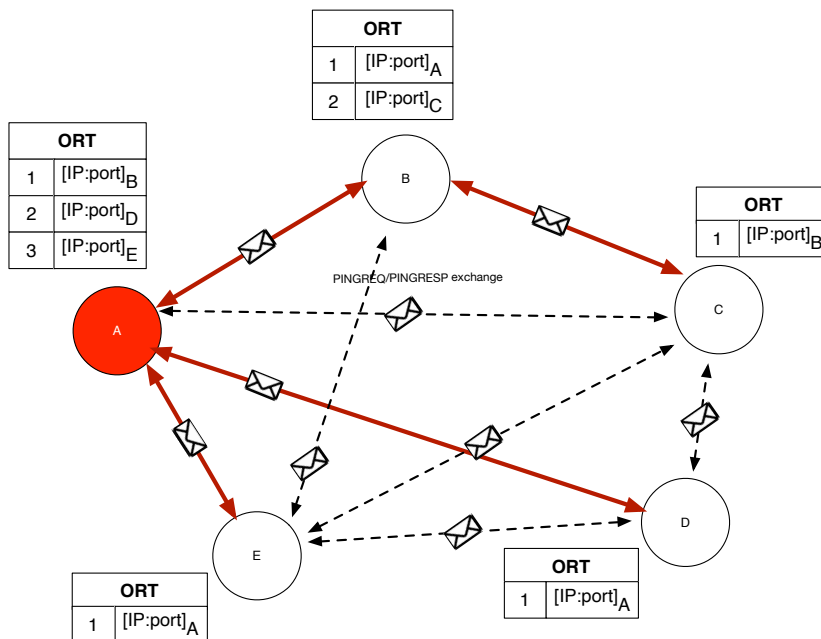 ORT
1 [IP:port]A
2 [IP:port]C
ORT
1 [IP:port]B
2 [IP:port]D
3 [IP:port]E
B
ORT
1 [IP:port]B
PINGREQ/PINGRESP exchange
A
C
D
E
ORT
1 [IP:port]A
ORT
1 [IP:port]A